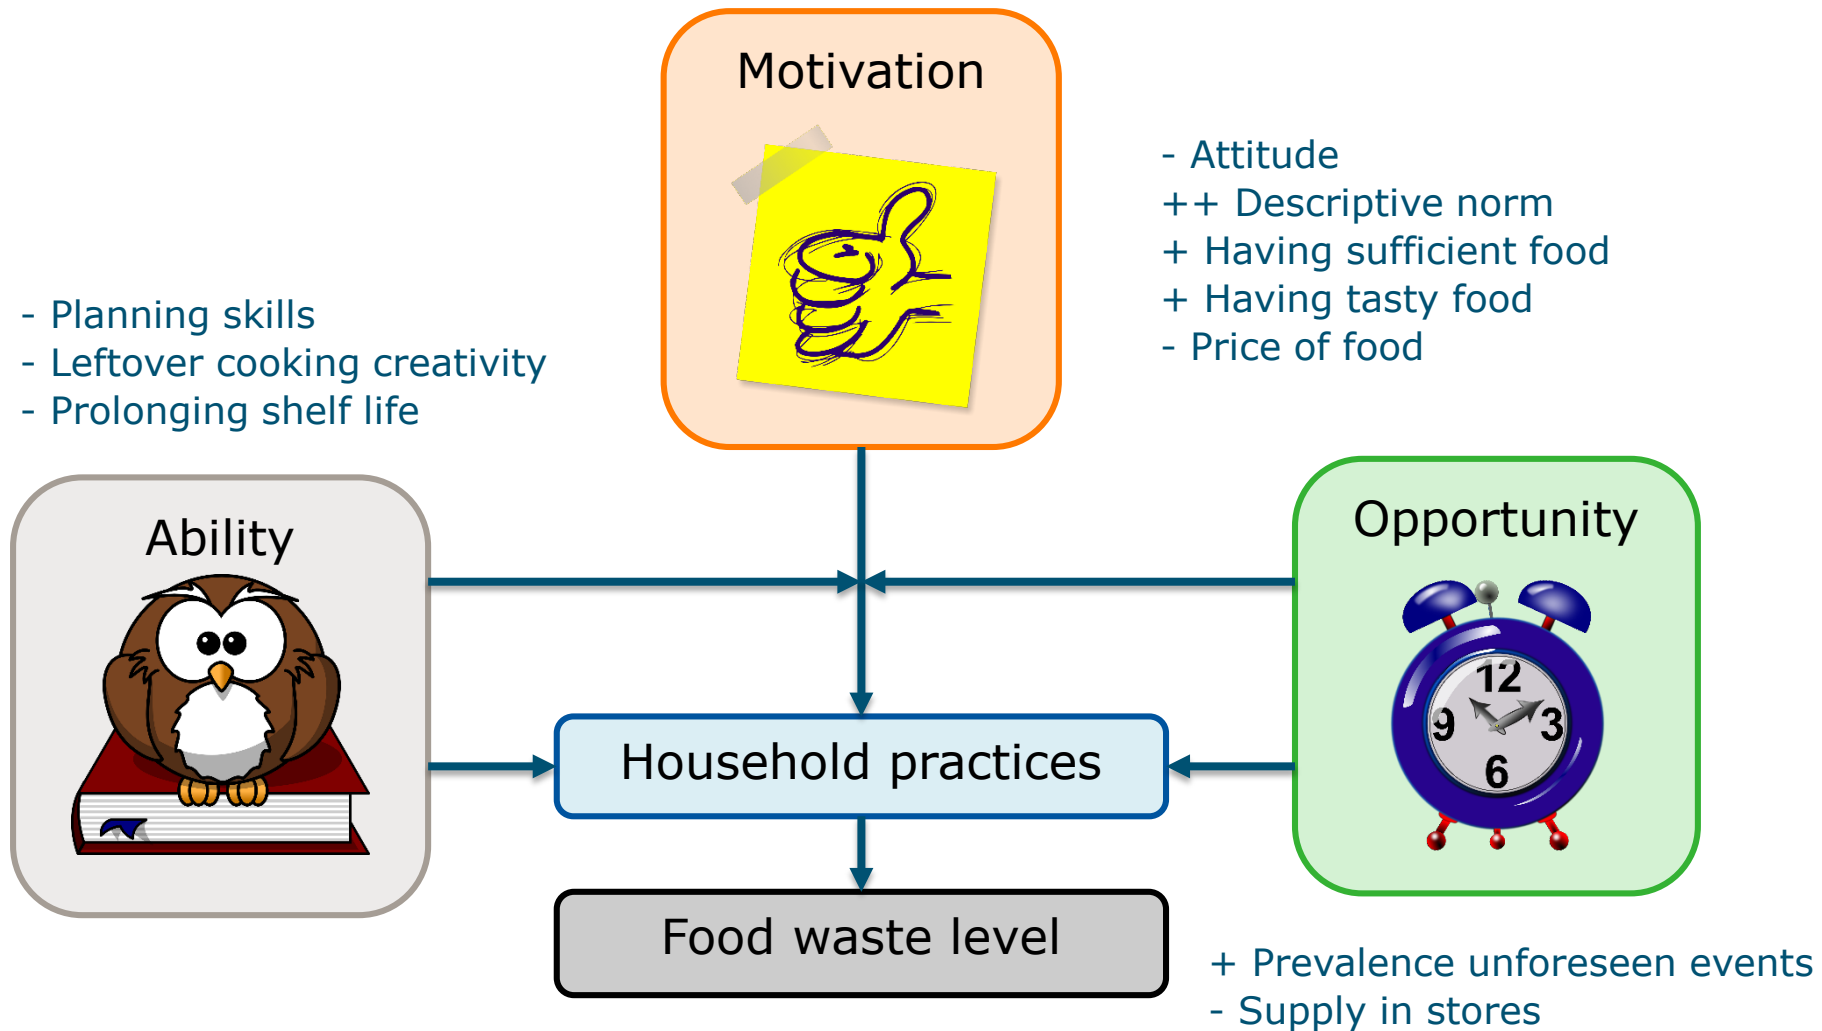 Motivation
- Attitude
++ Descriptive norm
+ Having sufficient food
+ Having tasty food
- Price of food
- Planning skills
- Leftover cooking creativity
- Prolonging shelf life
Ability
Opportunity
12
9
3
6
Household practices
Food waste level
+ Prevalence unforeseen events
- Supply in stores